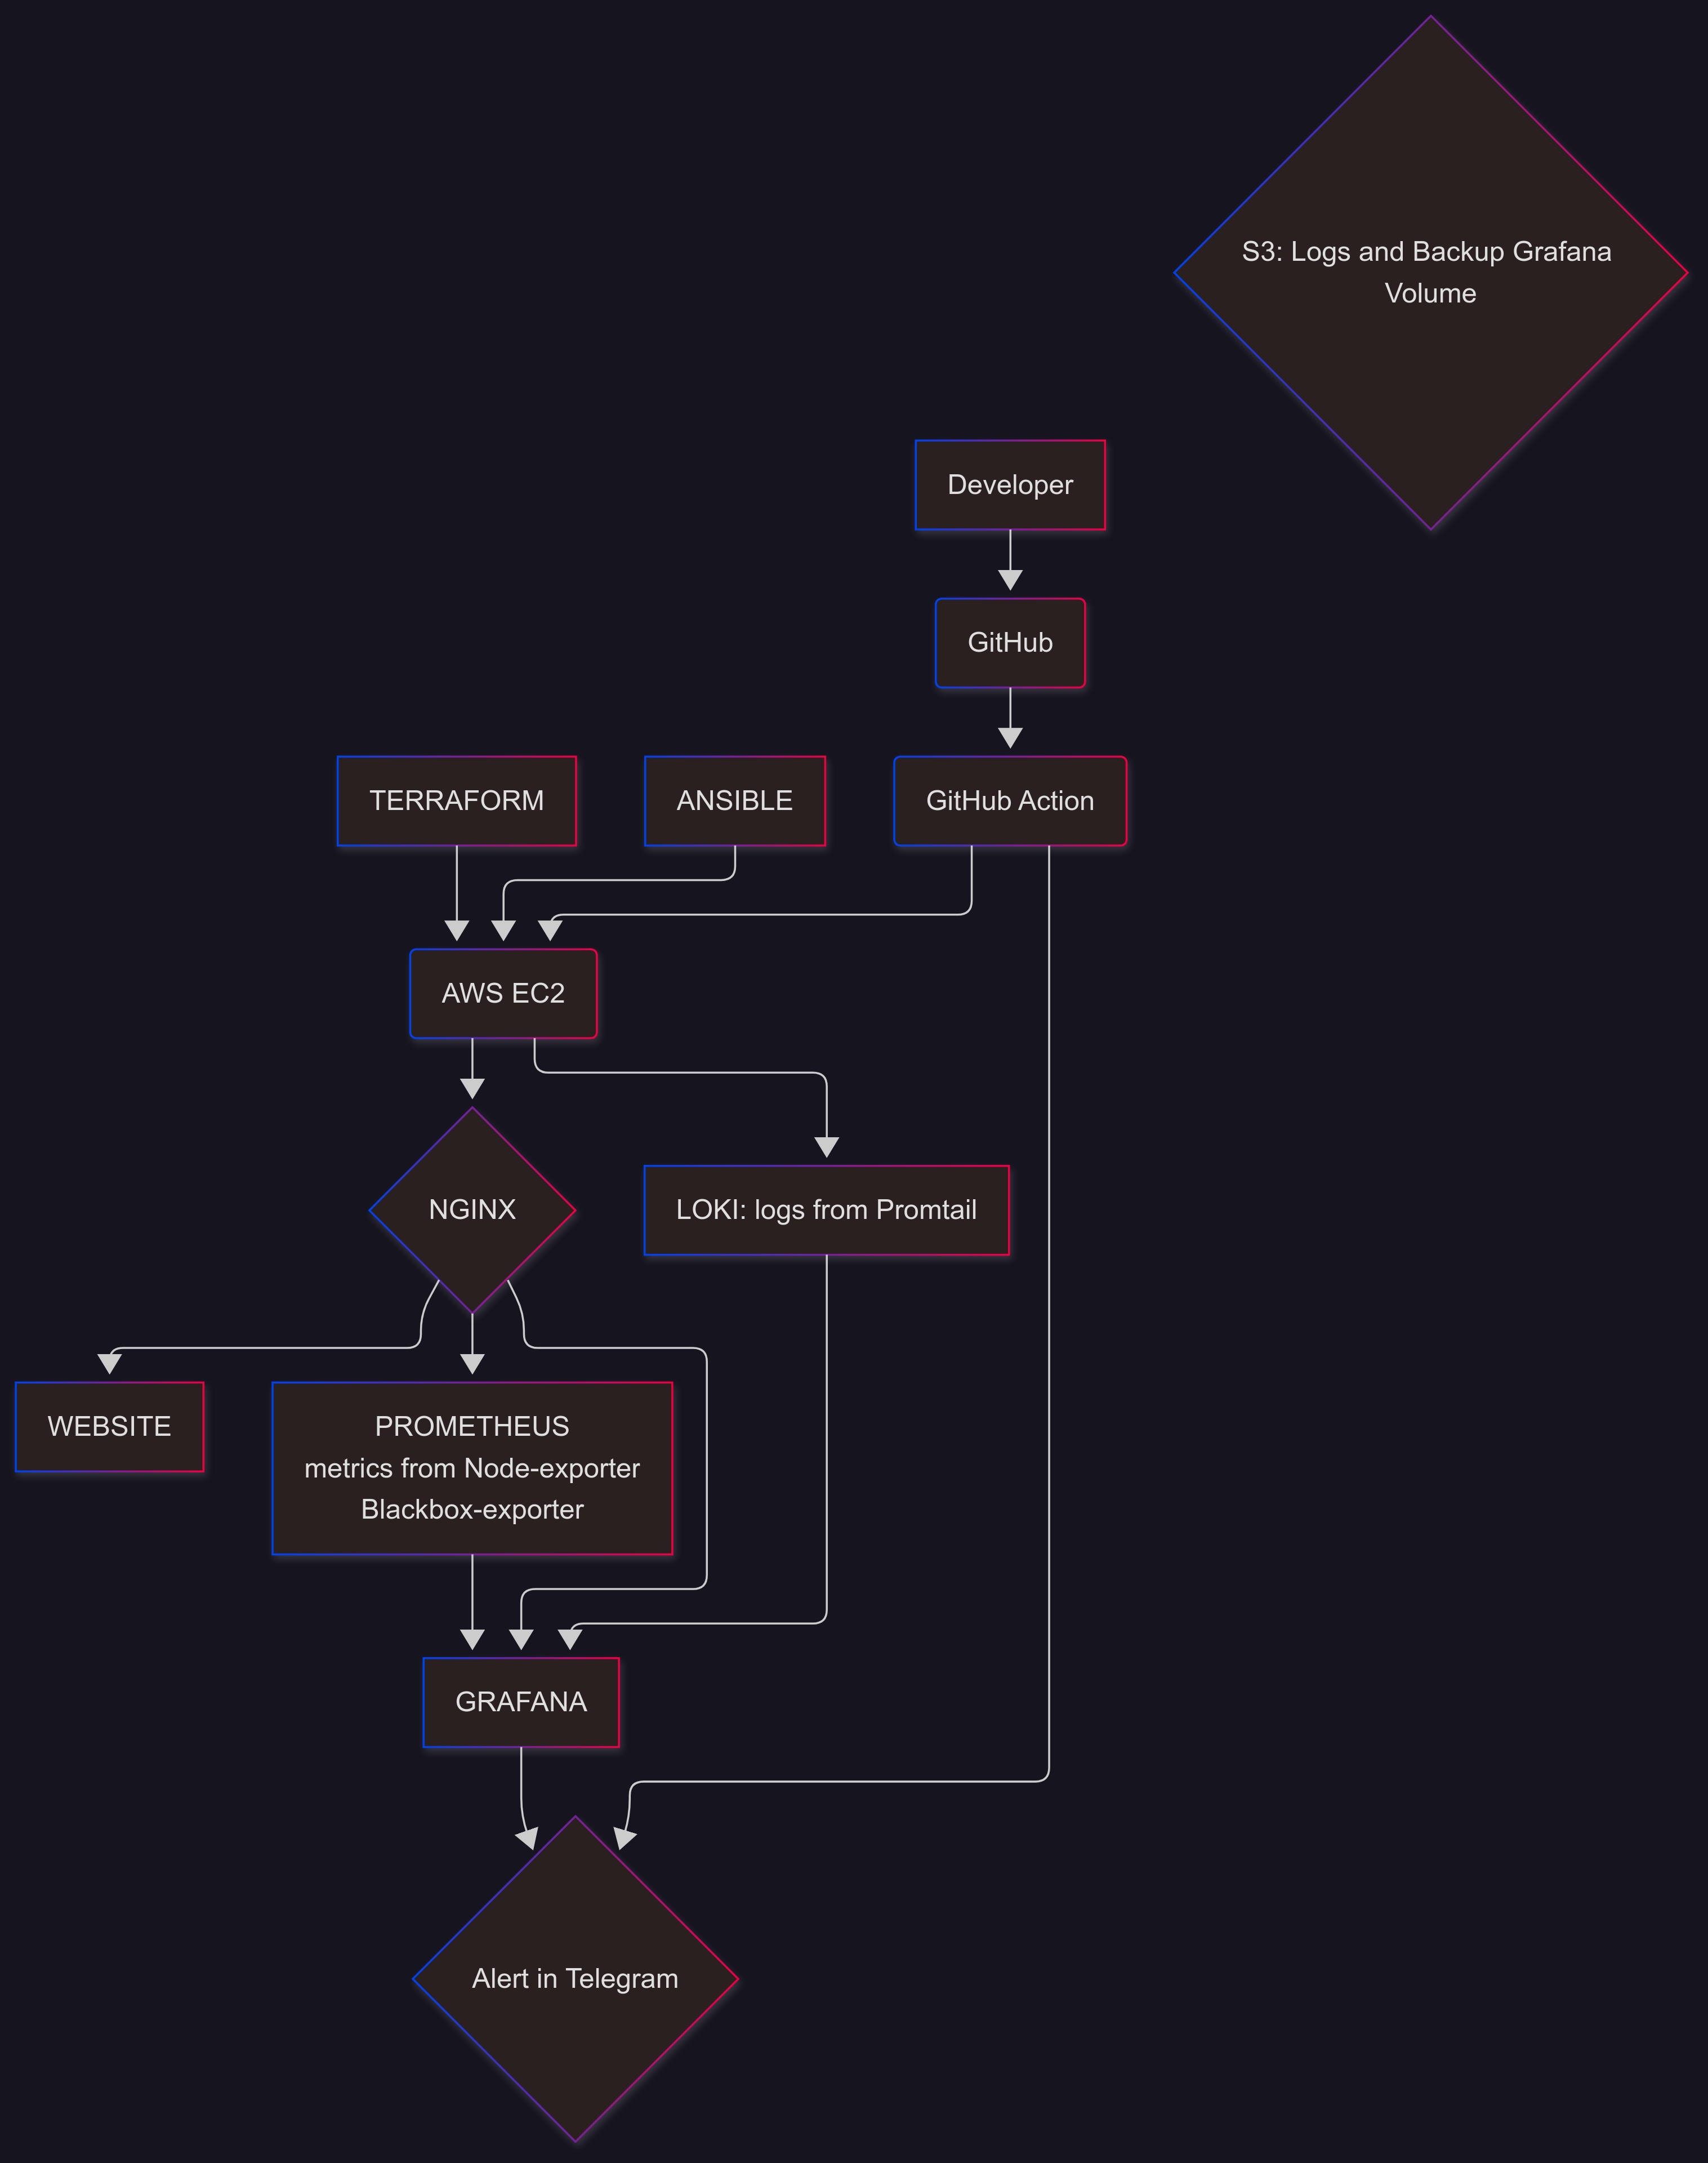 S3: Logs and Backup Grafana
Volume
Developer
GitHub
TERRAFORM
ANSIBLE
GitHub Action
AWS EC2
NGINX
LOKI: logs from Promtail
WEBSITE
PROMETHEUS
metrics from Node-exporter
Blackbox-exporter
GRAFANA
Alert in Telegram